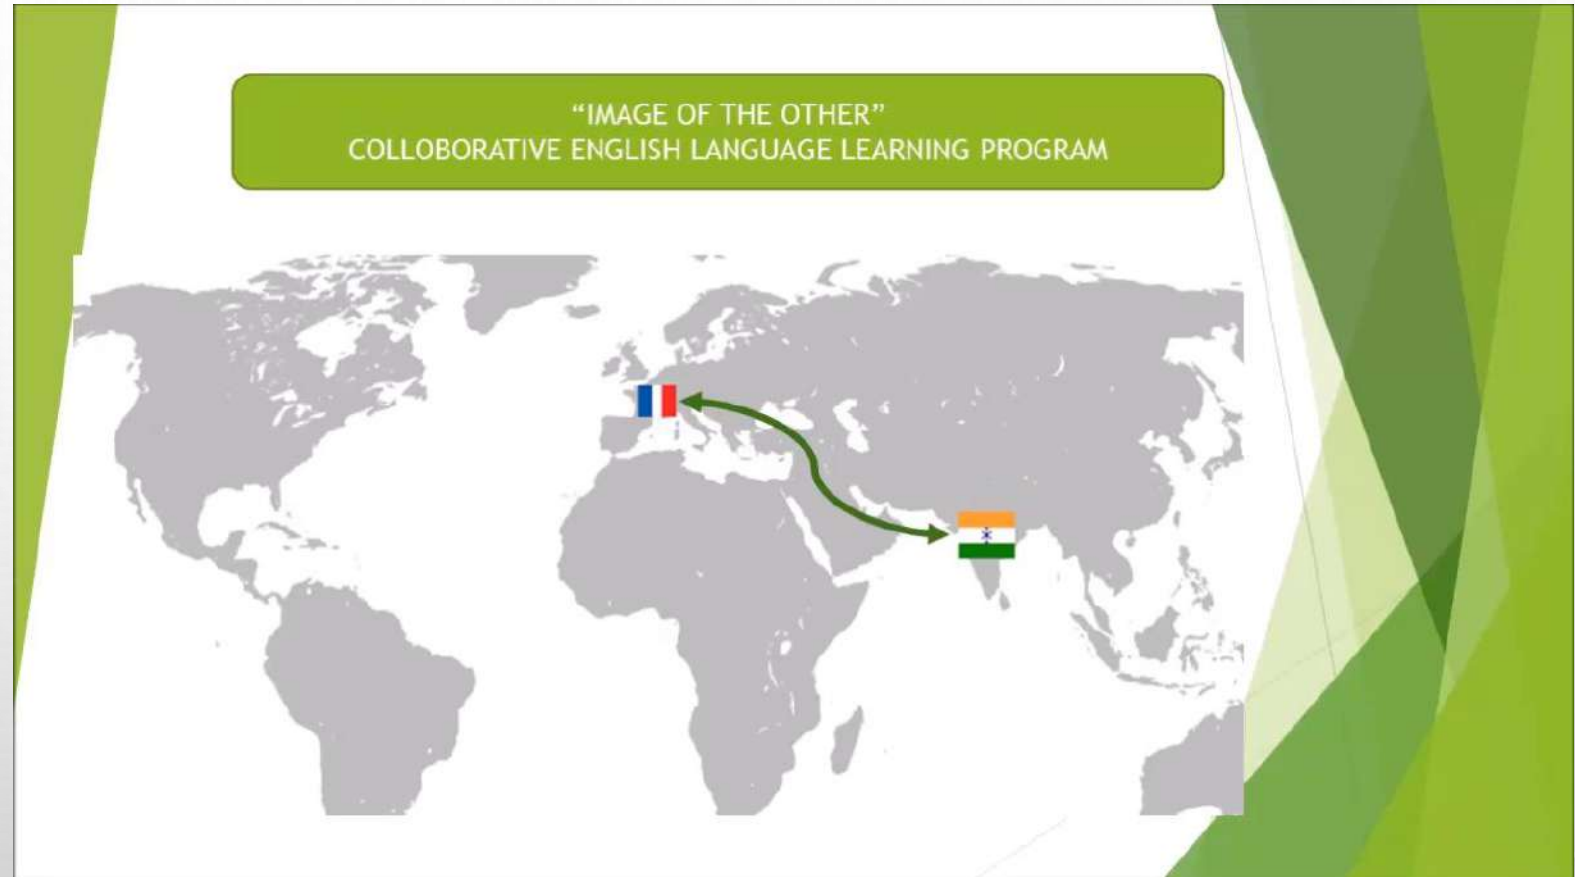 “IMAGE OF THE OTHER”
COLLOBORATIVE ENGLISH LANGUAGE LEARNING PROGRAM